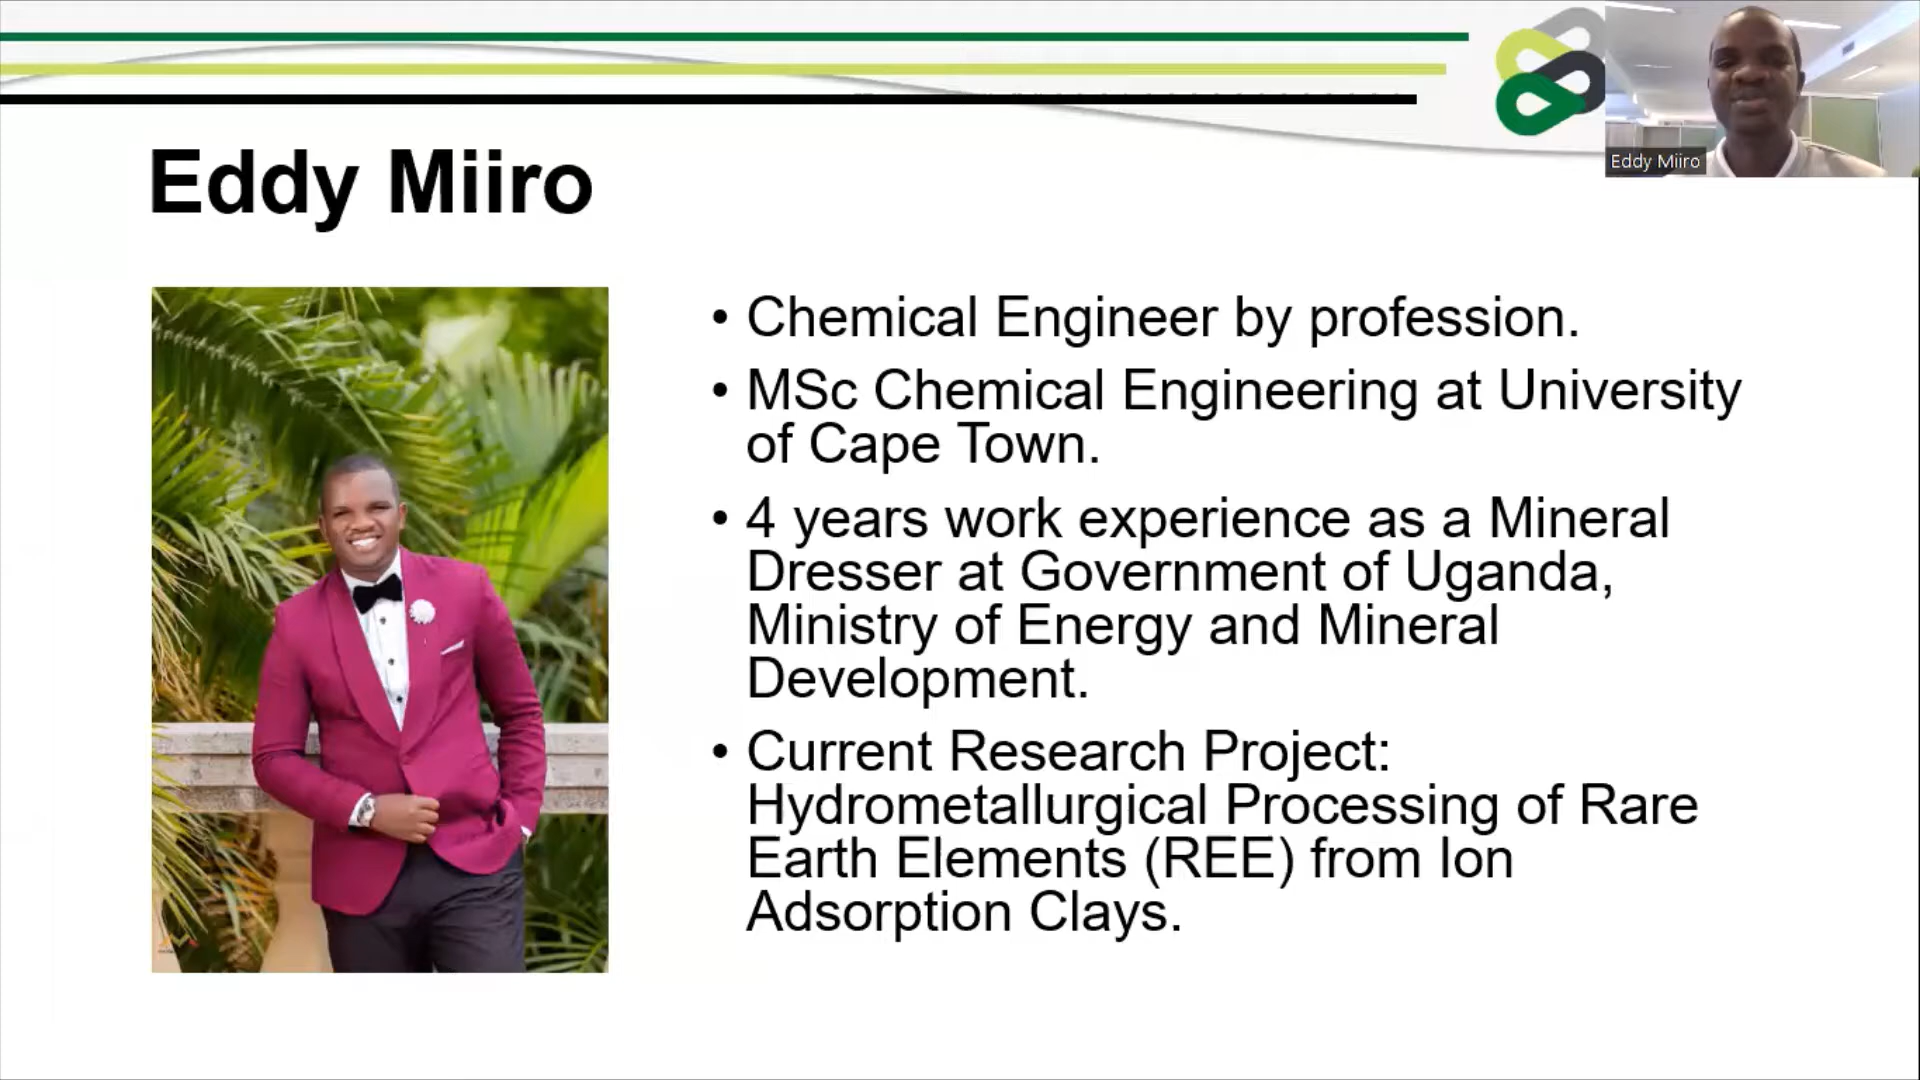 Eddy Miiro
Eddy Miiro
• Chemical Engineer by profession.
• MSc Chemical Engineering at University
of Cape Town.
• 4 years work experience as a Mineral
Dresser at Government of Uganda,
Ministry of Energy and Mineral
Development.
• Current Research Project:
Hydrometallurgical Processing of Rare
Earth Elements (REE) from Ion
Adsorption Clays.